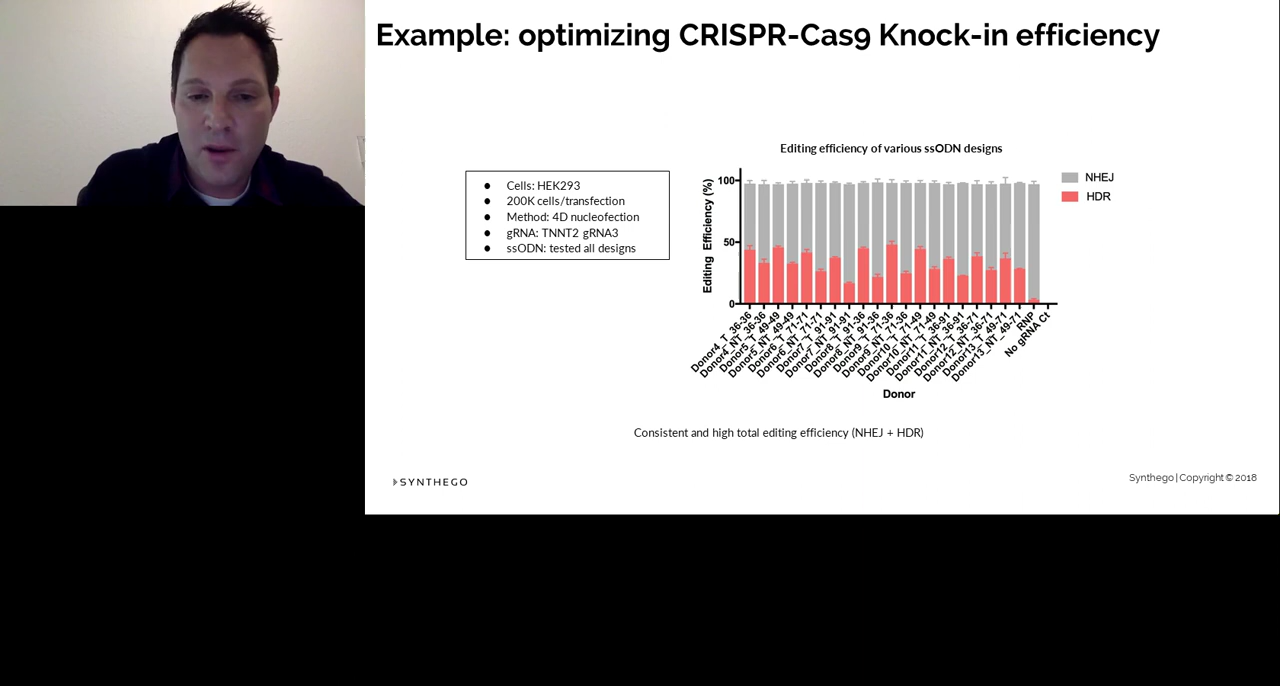 Example: optimizing CRISPR-Cas9 Knock-in efficiency
● Cells: HEK293
● 200K cells/transfection
● Method: 4D nucleofection
● gRNA: TNNT2 gRNA3
● ssODN: tested all designs
Editing efficiency of various ssODN designs
Editing Efficiency (%)
100
50
0
NHEJ
HDR
Donor4_T_36-36
Donor4_NT_36-36
Donor5_T_49-49
Donor5_NT_49-49
Donor6_T_71-71
Donor6_NT_71-71
Donor7_T_91-91
Donor7_NT_91-91
Donor8_T_91-36
Donor8_NT_91-36
Donor9_T_71-36
Donor9_NT_71-36
Donor10_T_71-49
Donor10_NT_71-49
Donor11_T_36-91
Donor11_NT_36-91
Donor12_T_36-71
Donor12_NT_36-71
Donor13_T_49-71
Donor13_NT_49-71
RNP
No gRNA Ct
Donor
Consistent and high total editing efficiency (NHEJ + HDR)
SYNTHEGO
Synthego | Copyright © 2018